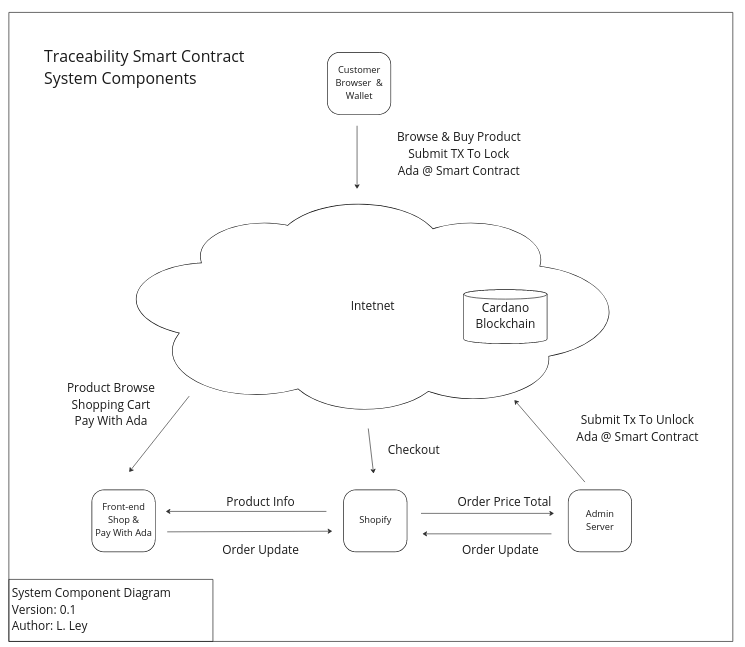 Traceability Smart Contract
System Components
Customer
Browser &
Wallet
Browse & Buy Product
Submit TX To Lock
Ada @ Smart Contract
Intetnet
Cardano
Blockchain
Product Browse
Shopping Cart
Pay With Ada
Checkout
Submit Tx To Unlock
Ada @ Smart Contract
Front-end
Shop &
Pay With Ada
Product Info
Order Update
Shopify
Order Price Total
Order Update
Admin
Server
System Component Diagram
Version: 0.1
Author: L. Ley